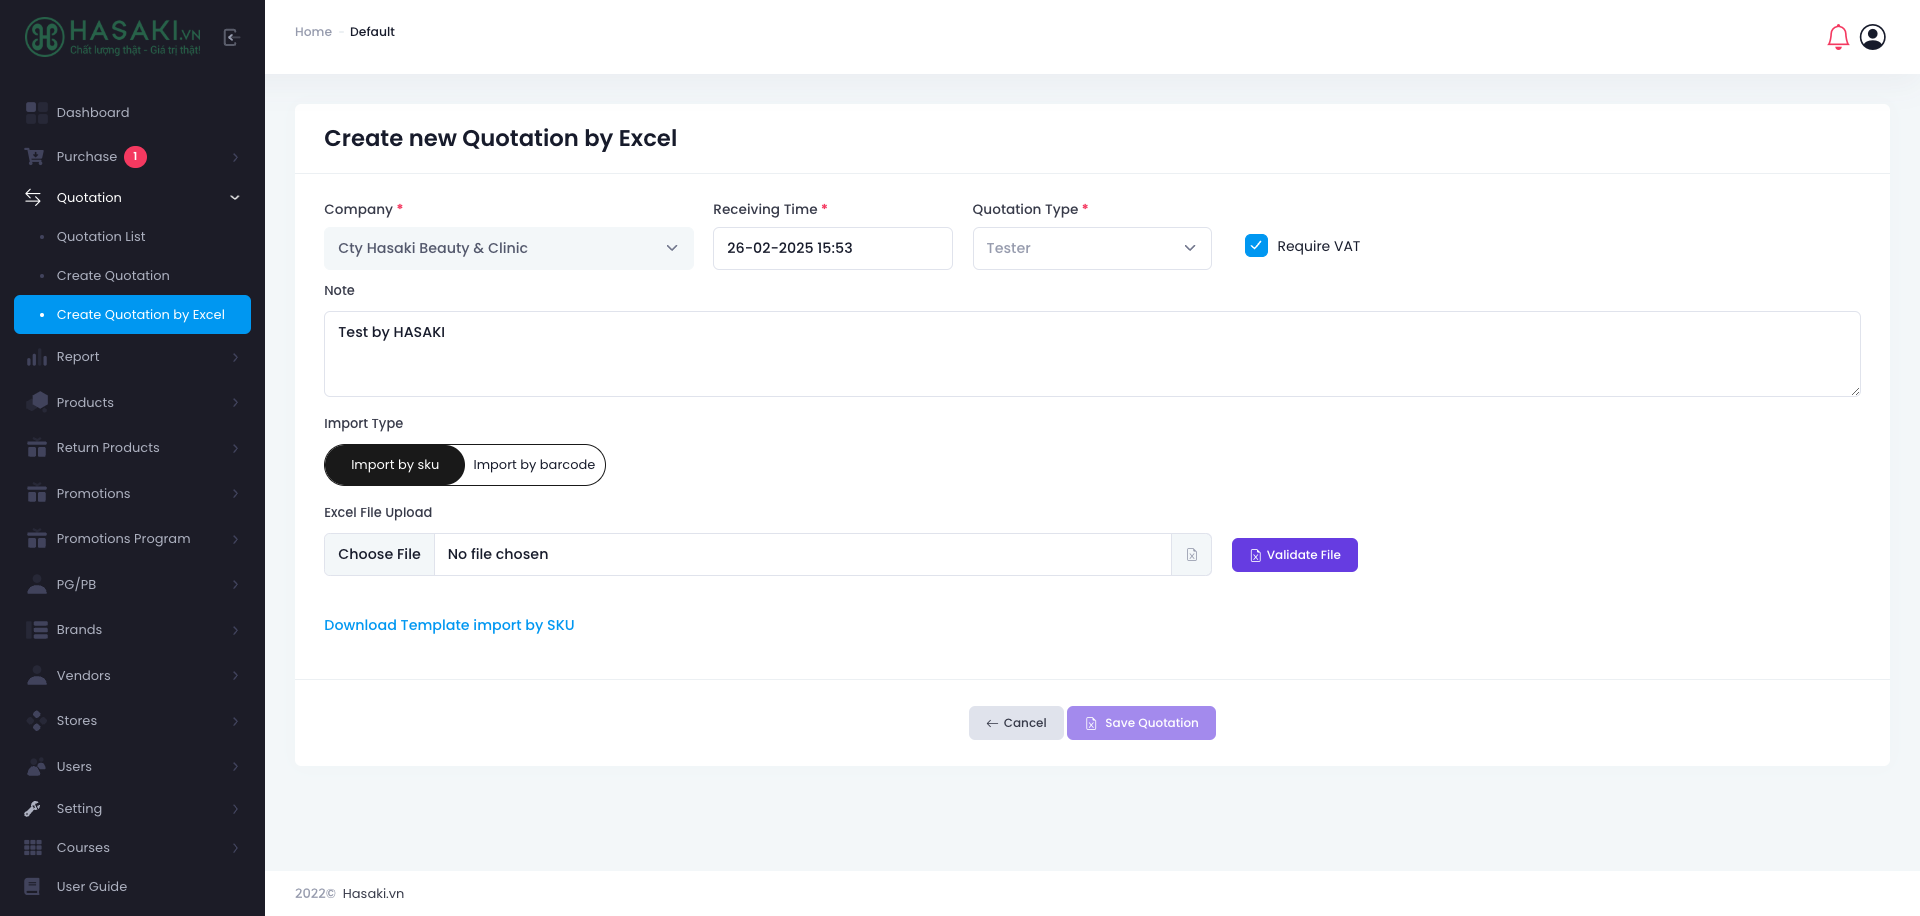 HASAKI.VN
Chất lượng thật - Giá trị thật!
Home - Default
Dashboard
Purchase 1
Quotation
Quotation List
Create Quotation
Create Quotation by Excel
Report
Products
Return Products
Promotions
Promotions Program
PG/PB
Brands
Vendors
Stores
Users
Setting
Courses
User Guide
Create new Quotation by Excel
Company * Receiving Time * Quotation Type *
Cty Hasaki Beauty & Clinic 26-02-2025 15:53 Tester Require VAT
Note
Test by HASAKI
Import Type
Import by sku Import by barcode
Excel File Upload
Choose File No file chosen Validate File
Download Template import by SKU
Cancel Save Quotation
2022© Hasaki.vn